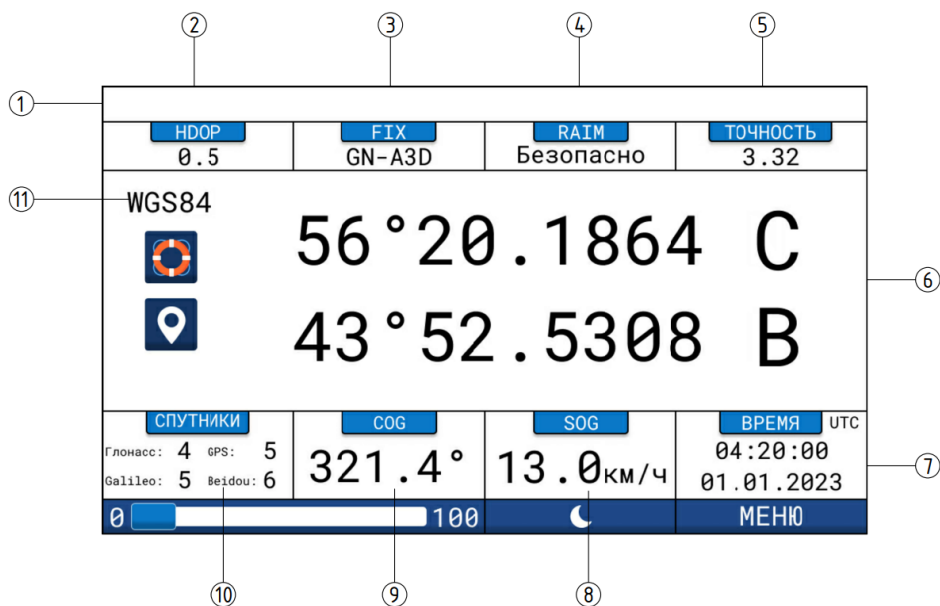 ② ③ ④ ⑤
①
HDOP FIX RAIM ТОЧНОСТЬ
0.5 GN-A3D Безопасно 3.32
⑪ WGS84
56°20.1864 С
⑥
43°52.5308 В
СПУТНИКИ COG SOG ВРЕМЯ UTC
Глонасс: 4 GPS: 5 321.4° 13.0км/ч 04:20:00
Galileo: 5 Beidou: 6 01.01.2023 ⑦
0 100 МЕНЮ
⑩ ⑨ ⑧